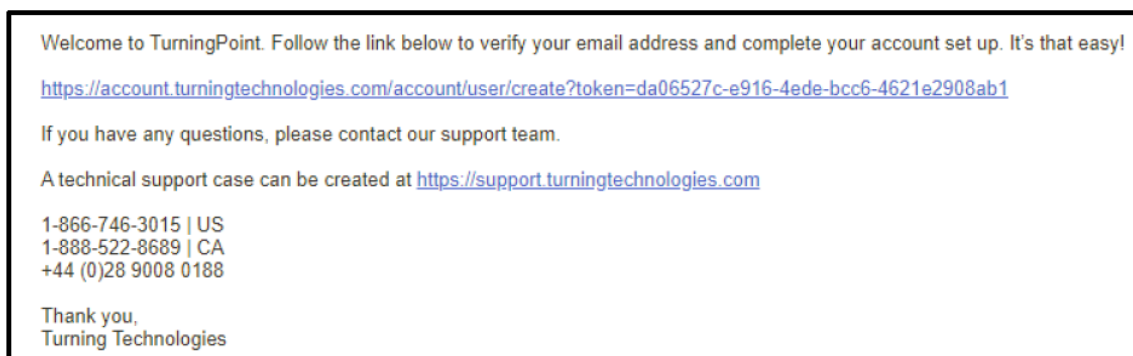 Welcome to TurningPoint. Follow the link below to verify your email address and complete your account set up. It's that easy!
https://account.turningtechnologies.com/account/user/create?token=da06527c-e916-4ede-bcc6-4621e2908ab1
If you have any questions, please contact our support team.
A technical support case can be created at https://support.turningtechnologies.com
1-866-746-3015 | US
1-888-522-8689 | CA
+44 (0)28 9008 0188
Thank you,
Turning Technologies